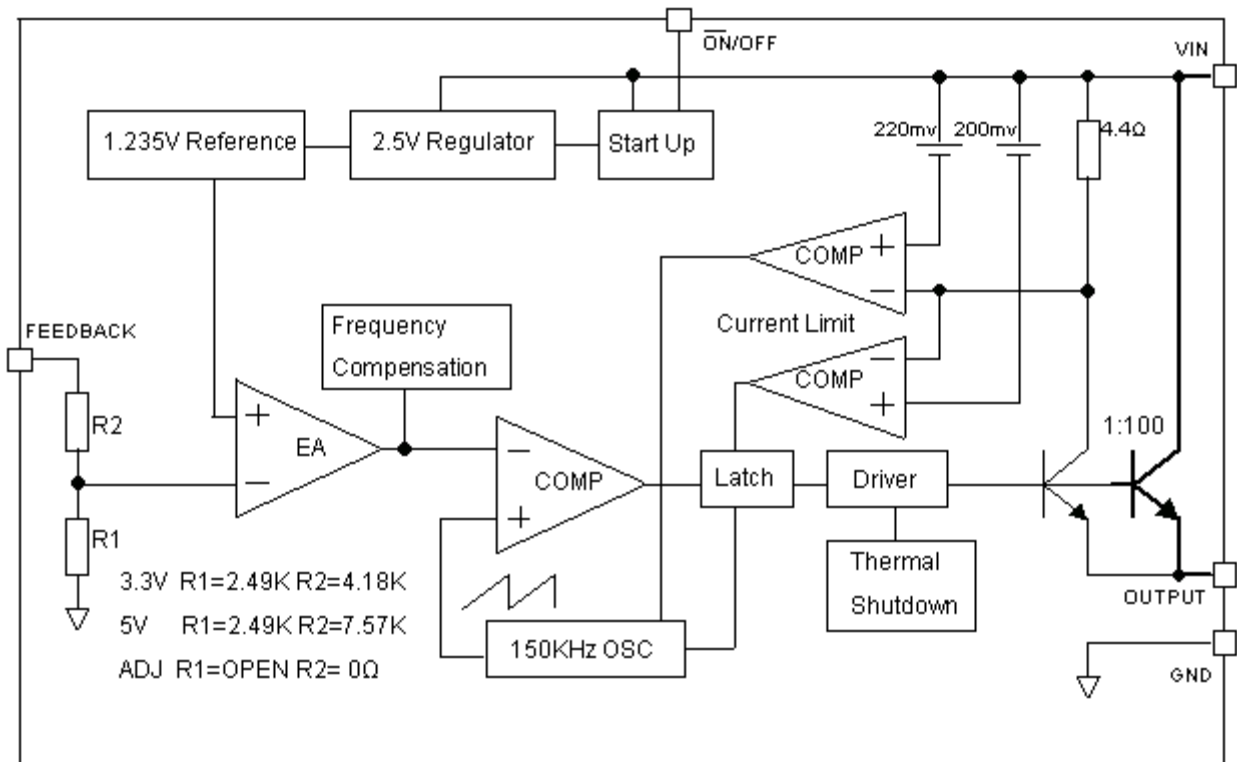 ON/OFF
VIN
1.235V Reference
2.5V Regulator
Start Up
220mv
200mv
4.4Ω
+
COMP
−
Current Limit
−
COMP
+
FEEDBACK
Frequency
Compensation
R2
+
EA
−
−
COMP
+
Latch
Driver
1:100
R1
3.3V R1=2.49K R2=4.18K
5V R1=2.49K R2=7.57K
ADJ R1=OPEN R2= 0Ω
150KHz OSC
Thermal
Shutdown
OUTPUT
GND